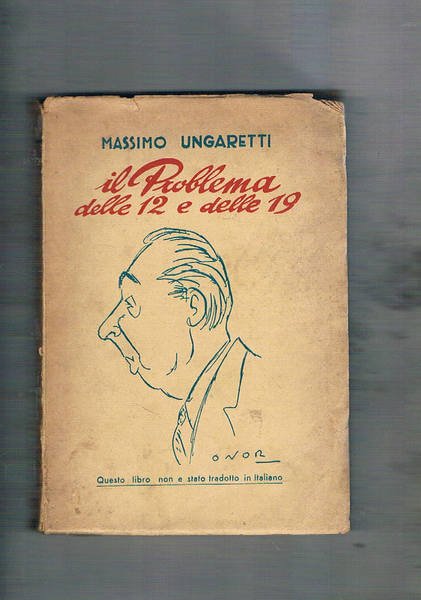 MASSIMO UNGARETTI
il Problema
delle 12 e delle 19
ONOR
Questo libro non e stato tradotto in Italiano